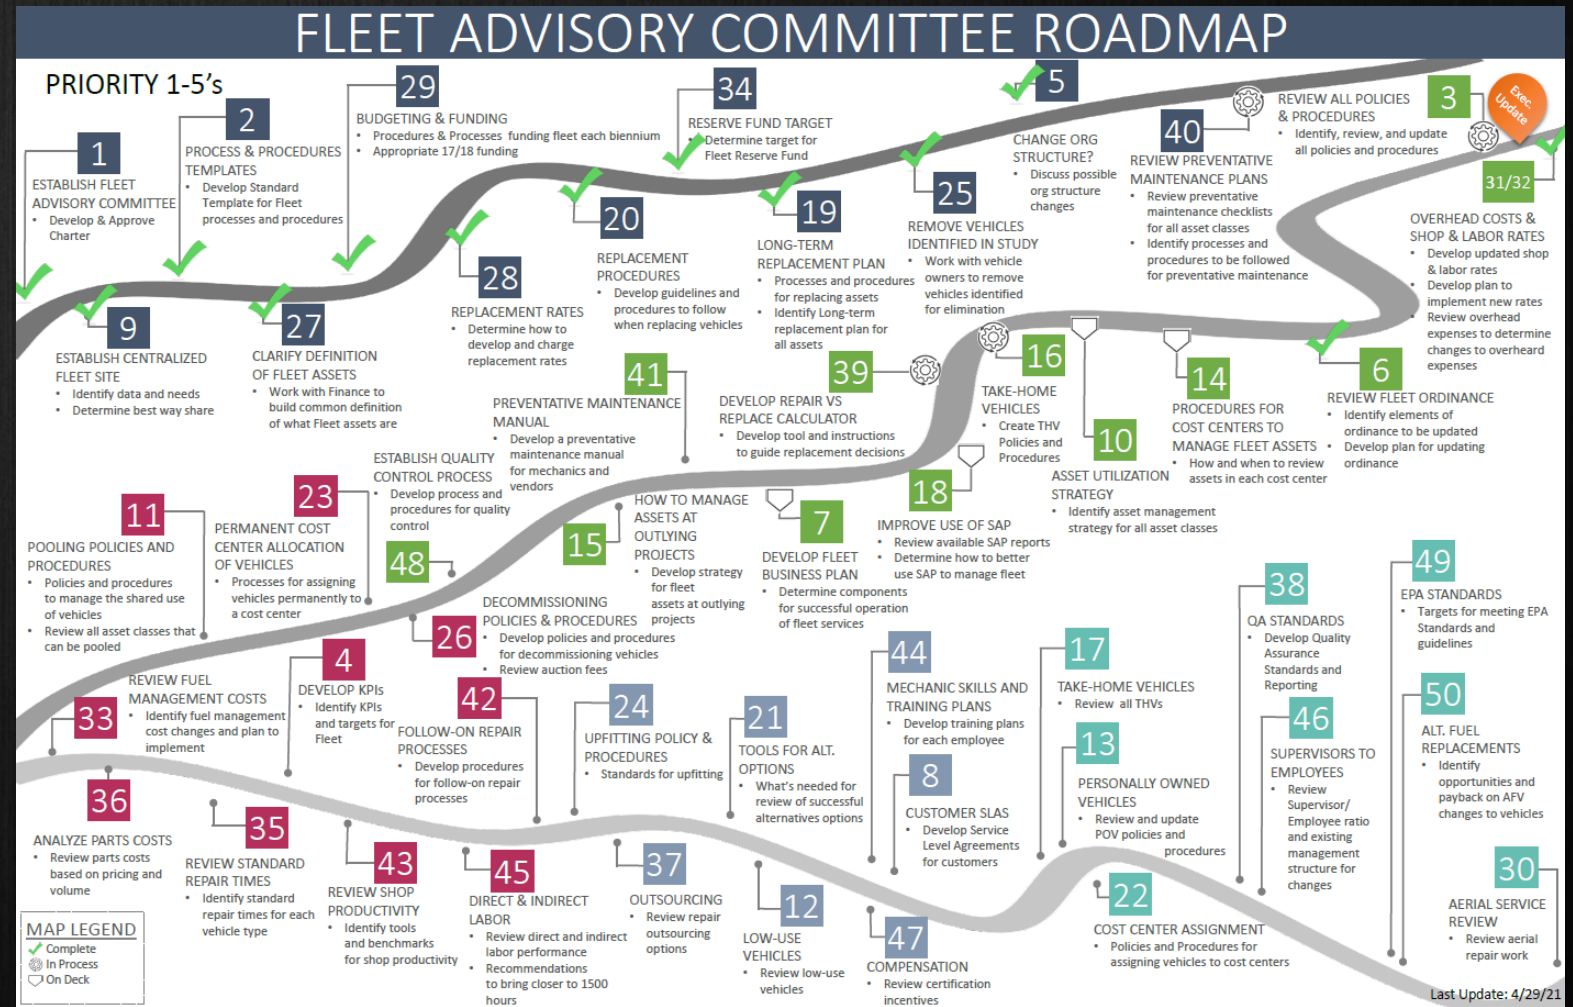 FLEET ADVISORY COMMITTEE ROADMAP
PRIORITY 1-5's
1
ESTABLISH FLEET
ADVISORY COMMITTEE
• Develop & Approve
Charter
2
PROCESS & PROCEDURES
TEMPLATES
• Develop Standard
Template for Fleet
processes and procedures
29
BUDGETING & FUNDING
• Procedures & Processes funding fleet each biennium
• Appropriate 17/18 funding
34
RESERVE FUND TARGET
• Determine target for
Fleet Reserve Fund
5
CHANGE ORG
STRUCTURE?
• Discuss possible
org structure
changes
40
REVIEW PREVENTATIVE
MAINTENANCE PLANS
• Review preventative
maintenance checklists
for all asset classes
• Identify processes and
procedures to be followed
for preventative maintenance
3
REVIEW ALL POLICIES
& PROCEDURES
• Identify, review, and update
all policies and procedures
Exec.
Update
31/32
OVERHEAD COSTS &
SHOP & LABOR RATES
• Develop updated shop
& labor rates
• Develop plan to
implement new rates
• Review overhead
expenses to determine
changes to overheard
expenses
9
ESTABLISH CENTRALIZED
FLEET SITE
• Identify data and needs
• Determine best way share
27
CLARIFY DEFINITION
OF FLEET ASSETS
• Work with Finance to
build common definition
of what Fleet assets are
28
REPLACEMENT RATES
• Determine how to
develop and charge
replacement rates
20
REPLACEMENT
PROCEDURES
• Develop guidelines and
procedures to follow
when replacing vehicles
19
LONG-TERM
REPLACEMENT PLAN
• Processes and procedures
for replacing assets
• Identify Long-term
replacement plan for
all assets
25
REMOVE VEHICLES
IDENTIFIED IN STUDY
• Work with vehicle
owners to remove
vehicles identified
for elimination
41
PREVENTATIVE MAINTENANCE
MANUAL
• Develop a preventative
maintenance manual
for mechanics and
vendors
39
DEVELOP REPAIR VS
REPLACE CALCULATOR
• Develop tool and instructions
to guide replacement decisions
16
TAKE-HOME
VEHICLES
• Create THV
Policies and
Procedures
10
ASSET UTILIZATION
STRATEGY
• Identify asset management
strategy for all asset classes
14
PROCEDURES FOR
COST CENTERS TO
MANAGE FLEET ASSETS
• How and when to review
assets in each cost center
6
REVIEW FLEET ORDINANCE
• Identify elements of
ordinance to be updated
• Develop plan for updating
ordinance
11
POOLING POLICIES AND
PROCEDURES
• Policies and procedures
to manage the shared use
of vehicles
• Review all asset classes that
can be pooled
23
PERMANENT COST
CENTER ALLOCATION
OF VEHICLES
• Processes for assigning
vehicles permanently to
a cost center
ESTABLISH QUALITY
CONTROL PROCESS
• Develop process and
procedures for quality
control
48
15
HOW TO MANAGE
ASSETS AT
OUTLYING
PROJECTS
• Develop strategy
for fleet
assets at outlying
projects
7
DEVELOP FLEET
BUSINESS PLAN
• Determine components
for successful operation
of fleet services
18
IMPROVE USE OF SAP
• Review available SAP reports
• Determine how to better
use SAP to manage fleet
26
DECOMMISSIONING
POLICIES & PROCEDURES
• Develop policies and procedures
for decommissioning vehicles
• Review auction fees
33
REVIEW FUEL
MANAGEMENT COSTS
• Identify fuel management
cost changes and plan to
implement
4
DEVELOP KPIs
• Identify KPIs
and targets for
Fleet
42
FOLLOW-ON REPAIR
PROCESSES
• Develop procedures
for follow-on repair
processes
24
UPFITTING POLICY &
PROCEDURES
• Standards for upfitting
21
TOOLS FOR ALT.
OPTIONS
• What's needed for
review of successful
alternatives options
44
MECHANIC SKILLS AND
TRAINING PLANS
• Develop training plans
for each employee
8
CUSTOMER SLAS
• Develop Service
Level Agreements
for customers
17
TAKE-HOME VEHICLES
• Review all THVs
13
PERSONALLY OWNED
VEHICLES
• Review and update
POV policies and
procedures
38
QA STANDARDS
• Develop Quality
Assurance
Standards and
Reporting
46
SUPERVISORS TO
EMPLOYEES
• Review
Supervisor/
Employee ratio
and existing
management
structure for
changes
49
EPA STANDARDS
• Targets for meeting EPA
Standards and
guidelines
50
ALT. FUEL
REPLACEMENTS
• Identify
opportunities and
payback on AFV
changes to vehicles
30
AERIAL SERVICE
REVIEW
• Review aerial
repair work
36
ANALYZE PARTS COSTS
• Review parts costs
based on pricing and
volume
35
REVIEW STANDARD
REPAIR TIMES
• Identify standard
repair times for each
vehicle type
43
REVIEW SHOP
PRODUCTIVITY
• Identify tools
and benchmarks
for shop productivity
45
DIRECT & INDIRECT
LABOR
• Review direct and indirect
labor performance
• Recommendations
to bring closer to 1500
hours
37
OUTSOURCING
• Review repair
outsourcing
options
12
LOW-USE
VEHICLES
• Review low-use
vehicles
47
COMPENSATION
• Review certification
incentives
22
COST CENTER ASSIGNMENT
• Policies and Procedures for
assigning vehicles to cost centers
MAP LEGEND
Complete
In Process
On Deck
Last Update: 4/29/21